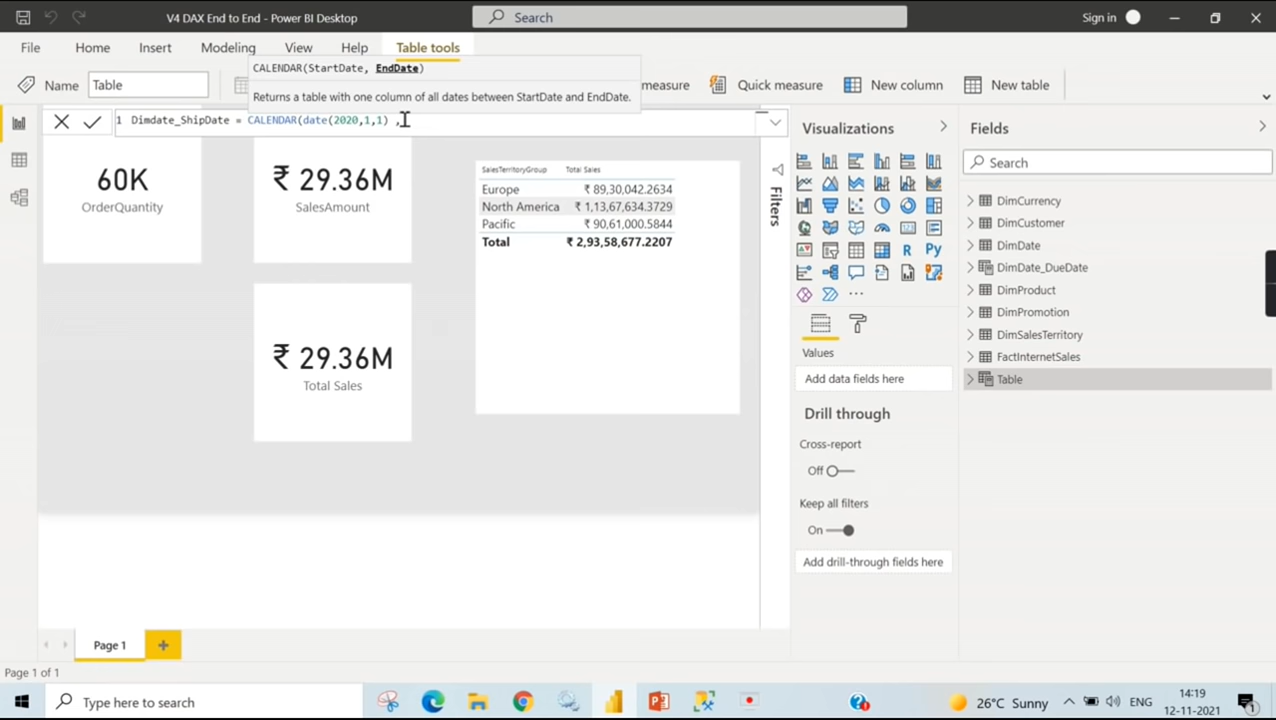 V4 DAX End to End - Power BI Desktop
Search
Sign in
File
Home
Insert
Modeling
View
Help
Table tools
CALENDAR(StartDate, EndDate)
Returns a table with one column of all dates between StartDate and EndDate.
Name
Table
measure
Quick measure
New column
New table
1 Dimdate_ShipDate = CALENDAR(date(2020,1,1) ,
60K
OrderQuantity
₹ 29.36M
SalesAmount
₹ 29.36M
Total Sales
SalesTerritoryGroup Total Sales
Europe ₹ 89,30,042.2634
North America ₹ 1,13,67,634.3729
Pacific ₹ 90,61,000.5844
Total ₹ 2,93,58,677.2207
Filters
Visualizations
R
Py
Values
Add data fields here
Drill through
Cross-report
Off
Keep all filters
On
Add drill-through fields here
Fields
Search
DimCurrency
DimCustomer
DimDate
DimDate_DueDate
DimProduct
DimPromotion
DimSalesTerritory
FactInternetSales
Table
Page 1
Page 1 of 1
Type here to search
26°C Sunny
ENG
14:19
12-11-2021
1